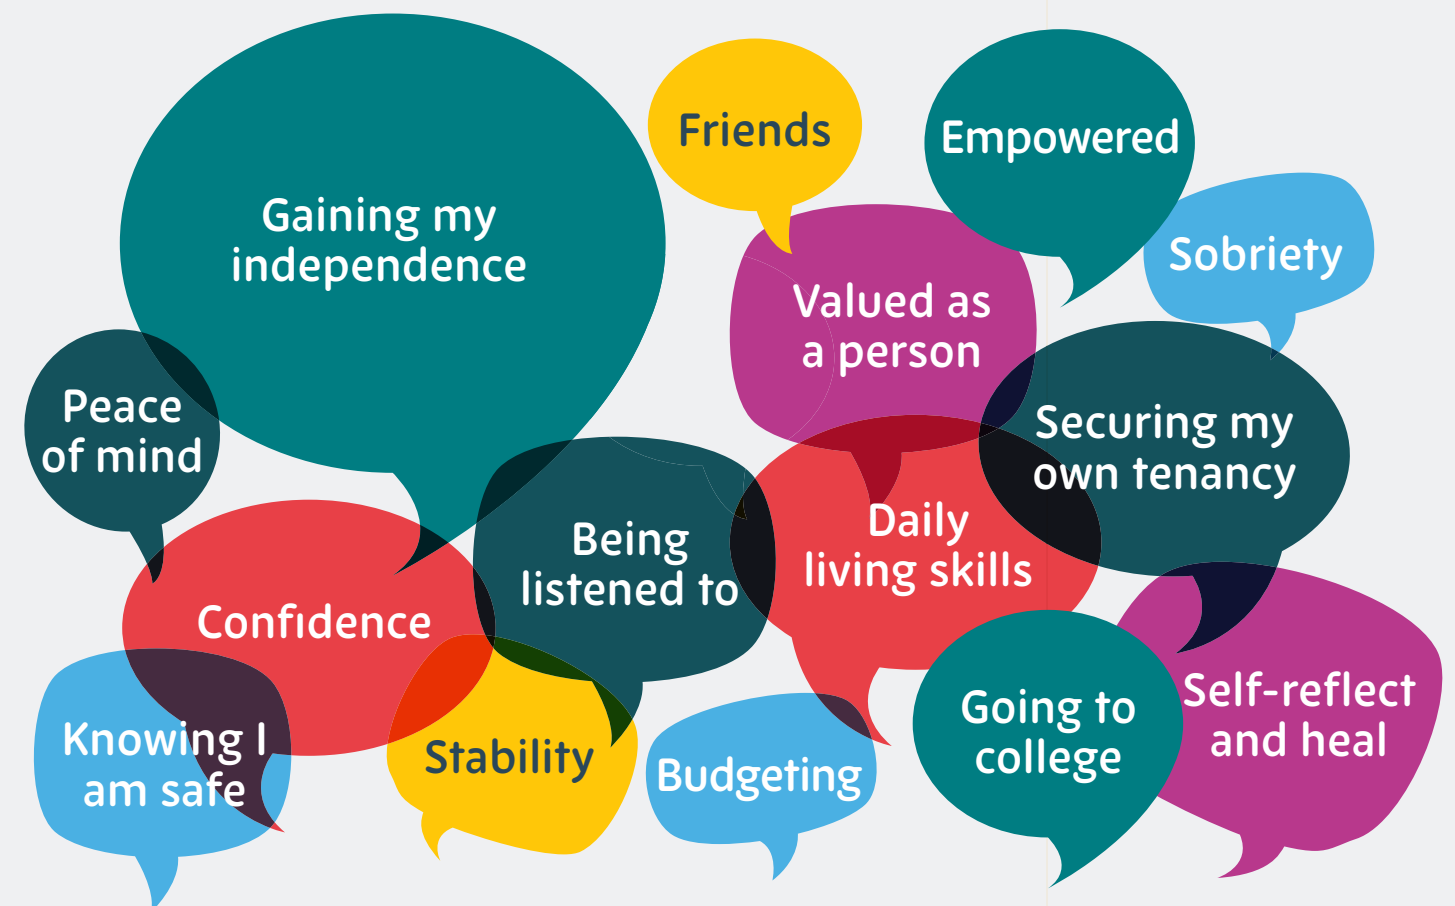 Gaining my
independence
Friends
Empowered
Sobriety
Valued as
a person
Peace
of mind
Securing my
own tenancy
Being
listened to
Daily
living skills
Confidence
Knowing I
am safe
Stability
Budgeting
Going to
college
Self-reflect
and heal